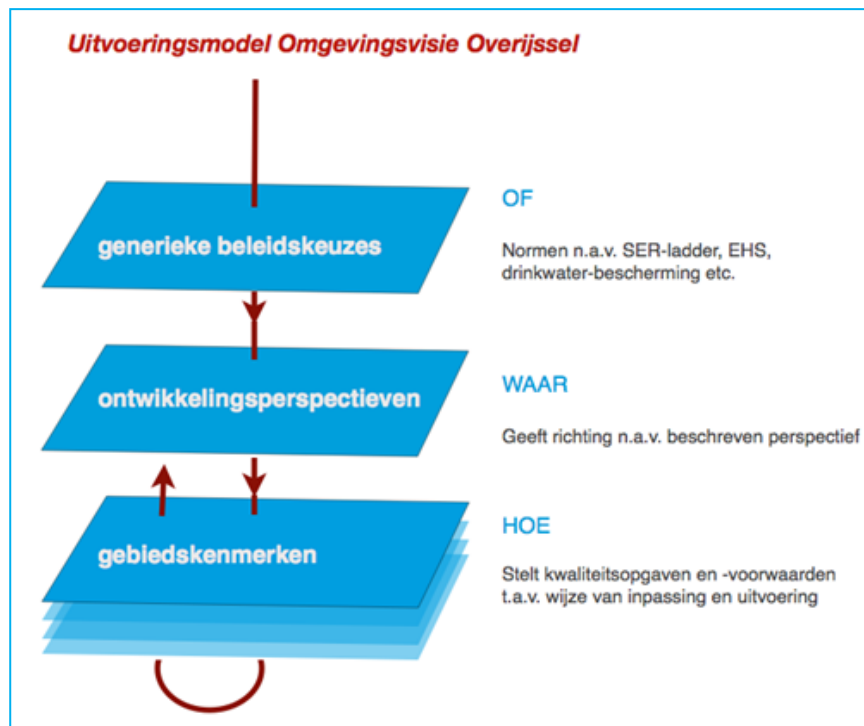 Uitvoeringsmodel Omgevingsvisie Overijssel
generieke beleidskeuzes
OF
Normen n.a.v. SER-ladder, EHS,
drinkwater-bescherming etc.
ontwikkelingsperspectieven
WAAR
Geeft richting n.a.v. beschreven perspectief
gebiedskenmerken
HOE
Stelt kwaliteitsopgaven en -voorwaarden
t.a.v. wijze van inpassing en uitvoering